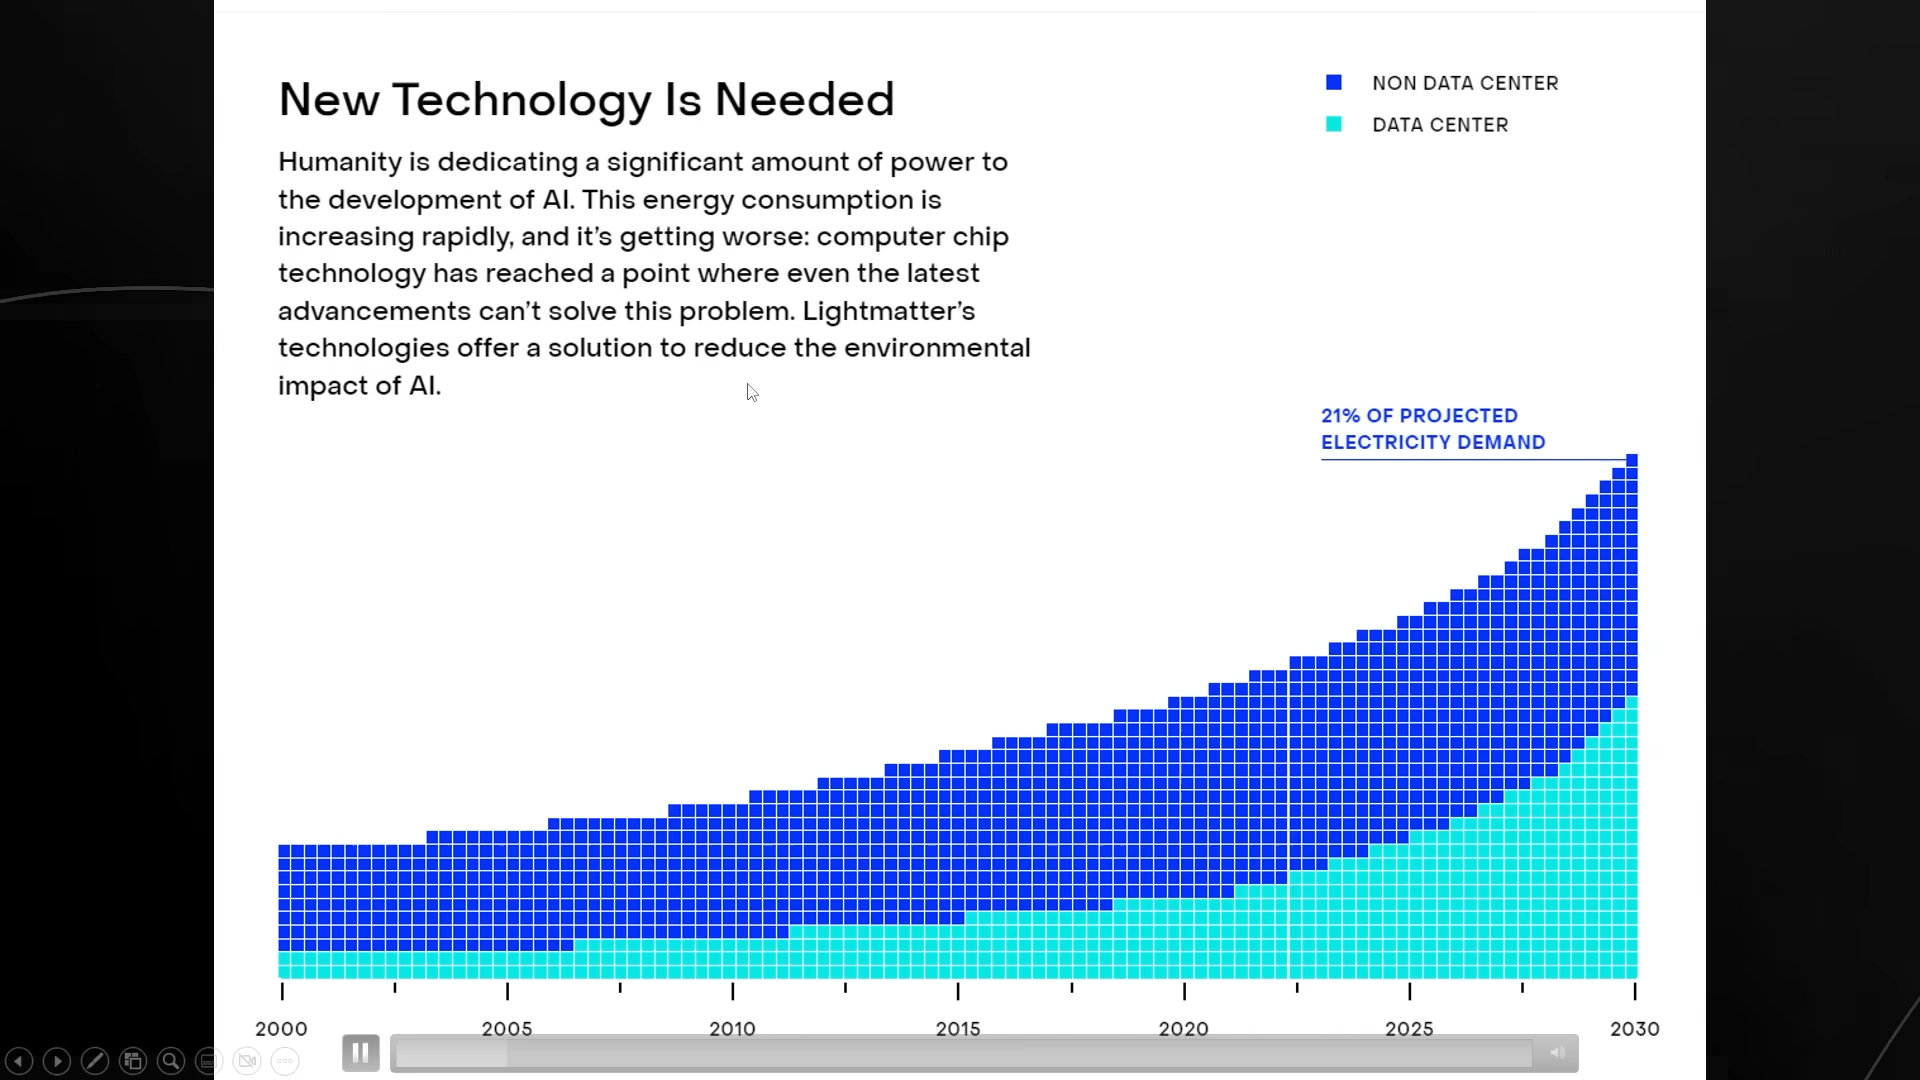 New Technology Is Needed
Humanity is dedicating a significant amount of power to
the development of AI. This energy consumption is
increasing rapidly, and it’s getting worse: computer chip
technology has reached a point where even the latest
advancements can’t solve this problem. Lightmatter’s
technologies offer a solution to reduce the environmental
impact of AI.
NON DATA CENTER
DATA CENTER
21% OF PROJECTED
ELECTRICITY DEMAND
2000 2005 2010 2015 2020 2025 2030